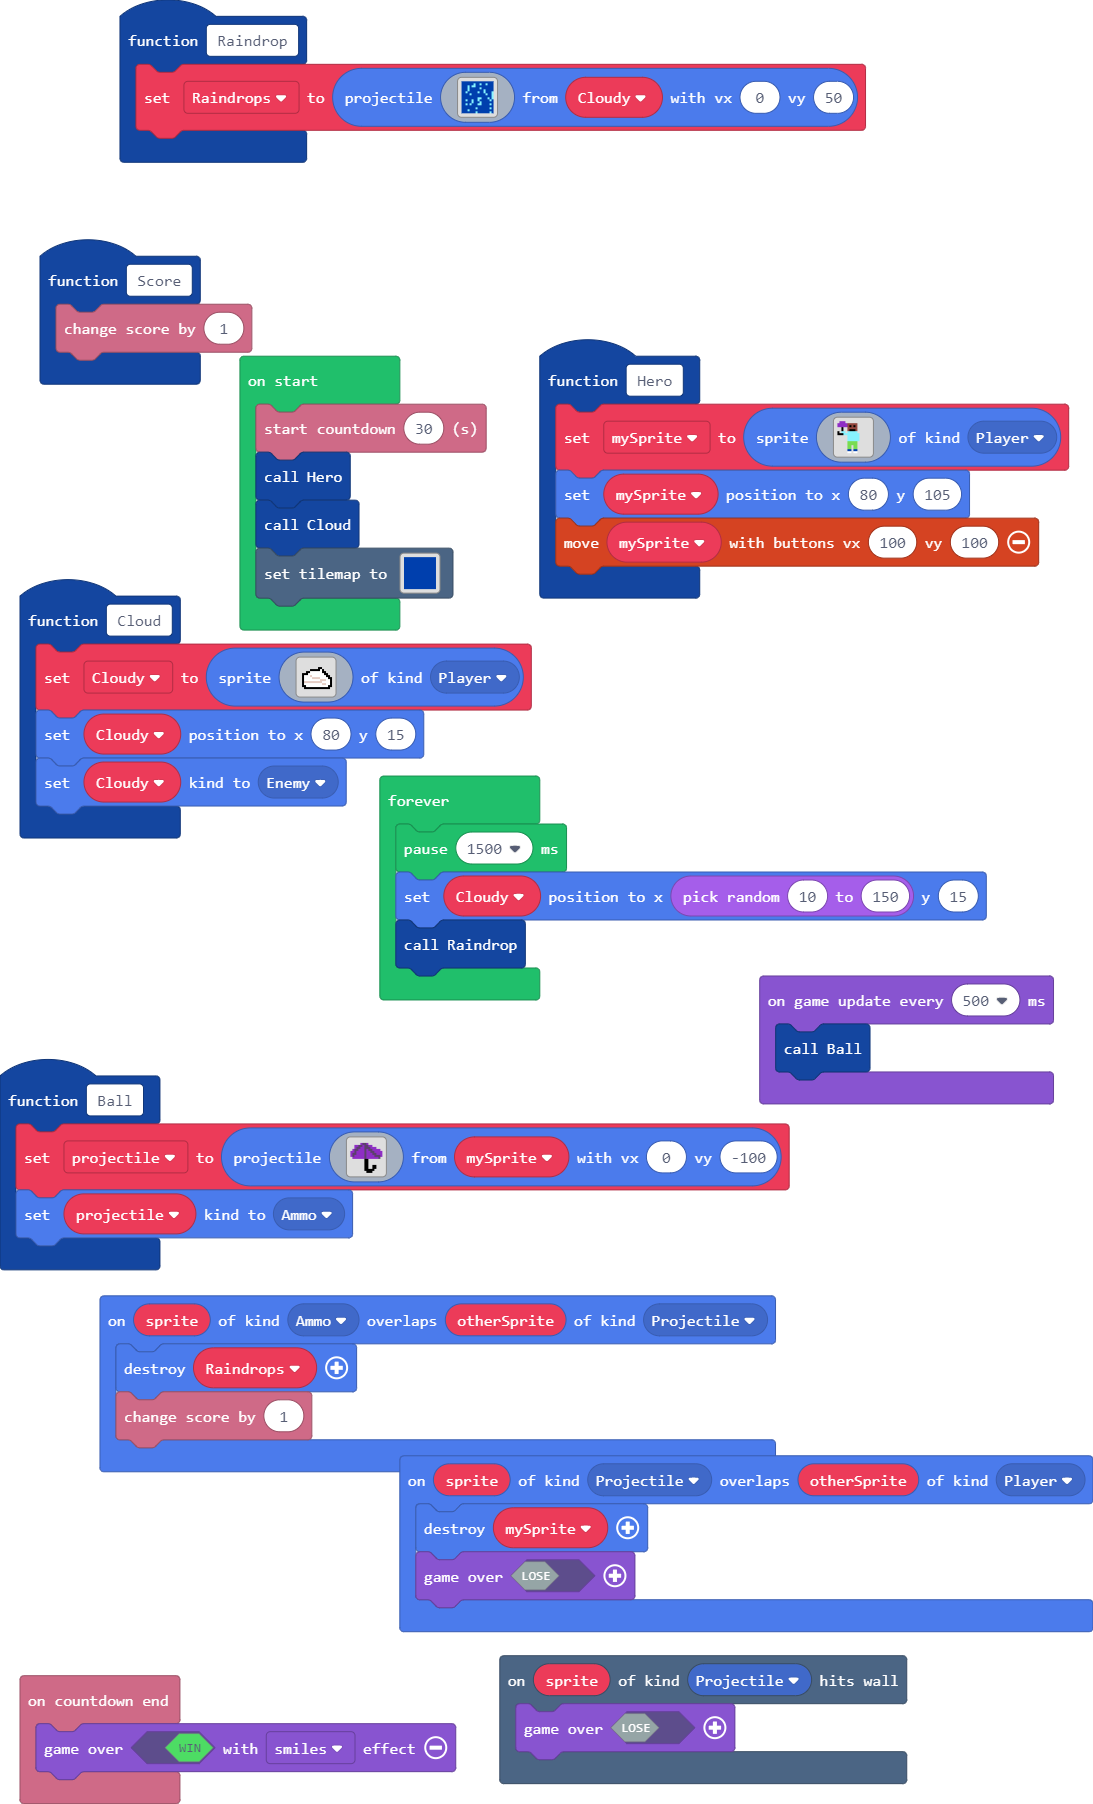 function Raindrop
set Raindrops to projectile from Cloudy with vx 0 vy 50
function Score
change score by 1
on start
start countdown 30 (s)
call Hero
call Cloud
set tilemap to
function Hero
set mySprite to sprite of kind Player
set mySprite position to x 80 y 105
move mySprite with buttons vx 100 vy 100
function Cloud
set Cloudy to sprite of kind Player
set Cloudy position to x 80 y 15
set Cloudy kind to Enemy
forever
pause 1500 ms
set Cloudy position to x pick random 10 to 150 y 15
call Raindrop
on game update every 500 ms
call Ball
function Ball
set projectile to projectile from mySprite with vx 0 vy -100
set projectile kind to Ammo
on sprite of kind Ammo overlaps otherSprite of kind Projectile
destroy Raindrops
change score by 1
on sprite of kind Projectile overlaps otherSprite of kind Player
destroy mySprite
game over LOSE
on countdown end
game over WIN with smiles effect
on sprite of kind Projectile hits wall
game over LOSE